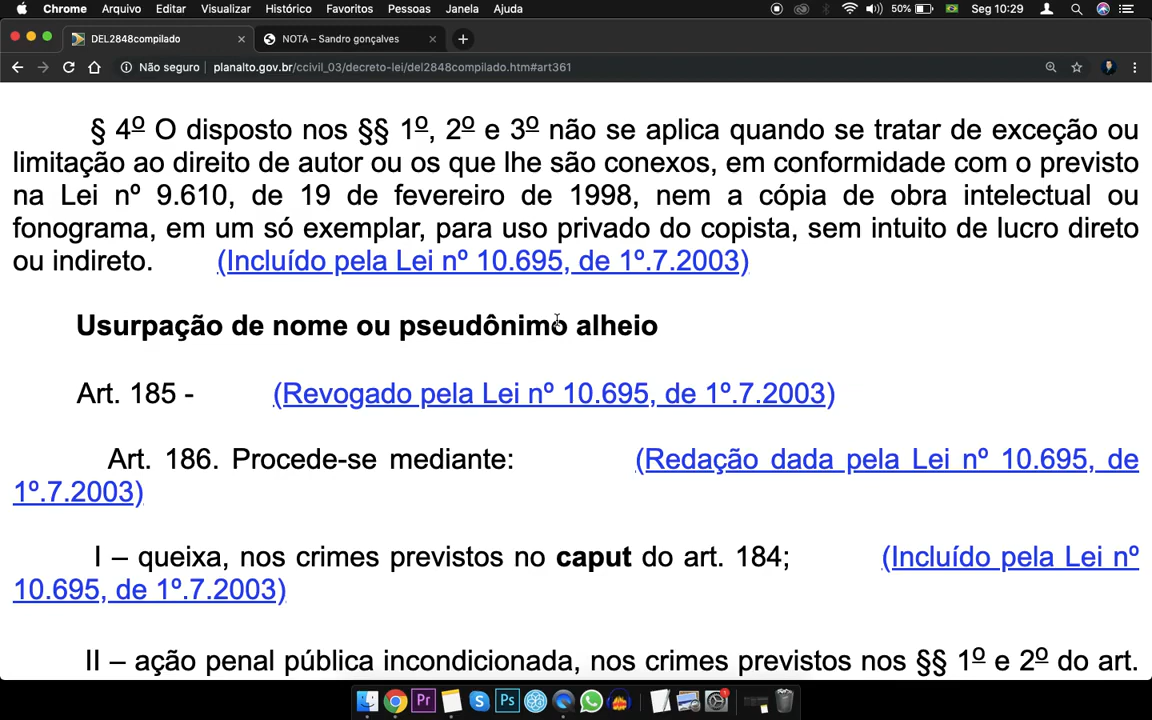 Chrome Arquivo Editar Visualizar Histórico Favoritos Pessoas Janela Ajuda 50% Seg 10:29
DEL2848compilado NOTA – Sandro gonçalves
Não seguro planalto.gov.br/ccivil_03/decreto-lei/del2848compilado.htm#art361
§ 4º O disposto nos §§ 1º, 2º e 3º não se aplica quando se tratar de exceção ou
limitação ao direito de autor ou os que lhe são conexos, em conformidade com o previsto
na Lei nº 9.610, de 19 de fevereiro de 1998, nem a cópia de obra intelectual ou
fonograma, em um só exemplar, para uso privado do copista, sem intuito de lucro direto
ou indireto. (Incluído pela Lei nº 10.695, de 1º.7.2003)
Usurpação de nome ou pseudônimo alheio
Art. 185 - (Revogado pela Lei nº 10.695, de 1º.7.2003)
Art. 186. Procede-se mediante: (Redação dada pela Lei nº 10.695, de
1º.7.2003)
I – queixa, nos crimes previstos no caput do art. 184; (Incluído pela Lei nº
10.695, de 1º.7.2003)
II – ação penal pública incondicionada, nos crimes previstos nos §§ 1º e 2º do art.
Pr Ps